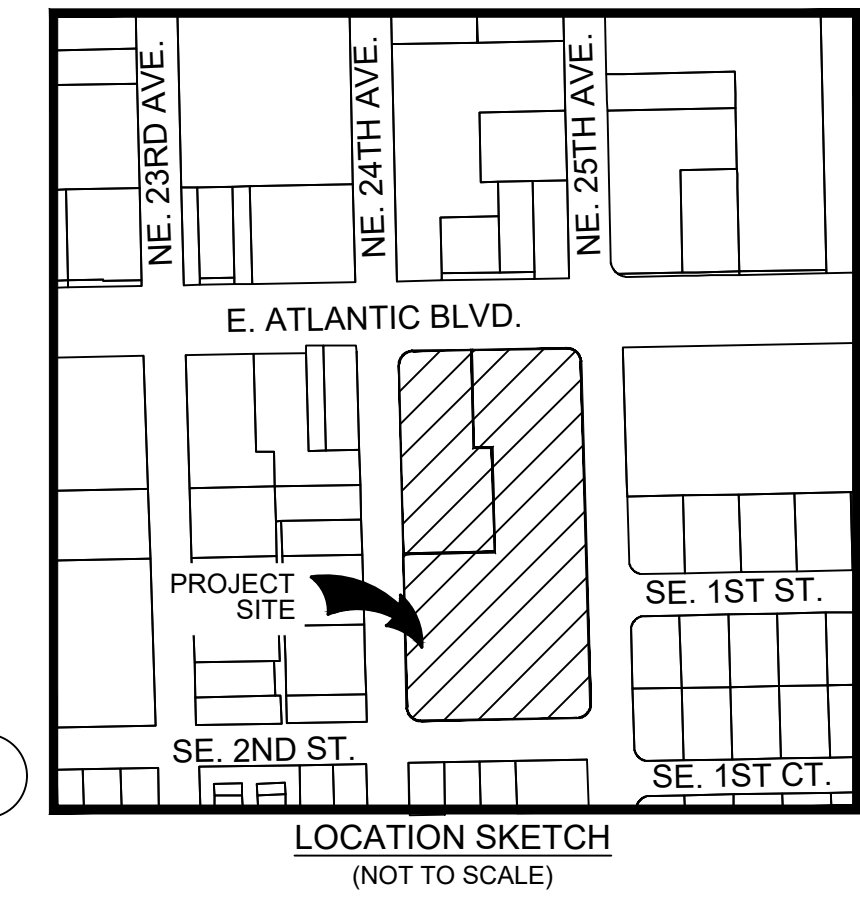 NE. 23RD AVE.
NE. 24TH AVE.
NE. 25TH AVE.
E. ATLANTIC BLVD.
PROJECT
SITE
SE. 1ST ST.
SE. 2ND ST.
SE. 1ST CT.
LOCATION SKETCH
(NOT TO SCALE)